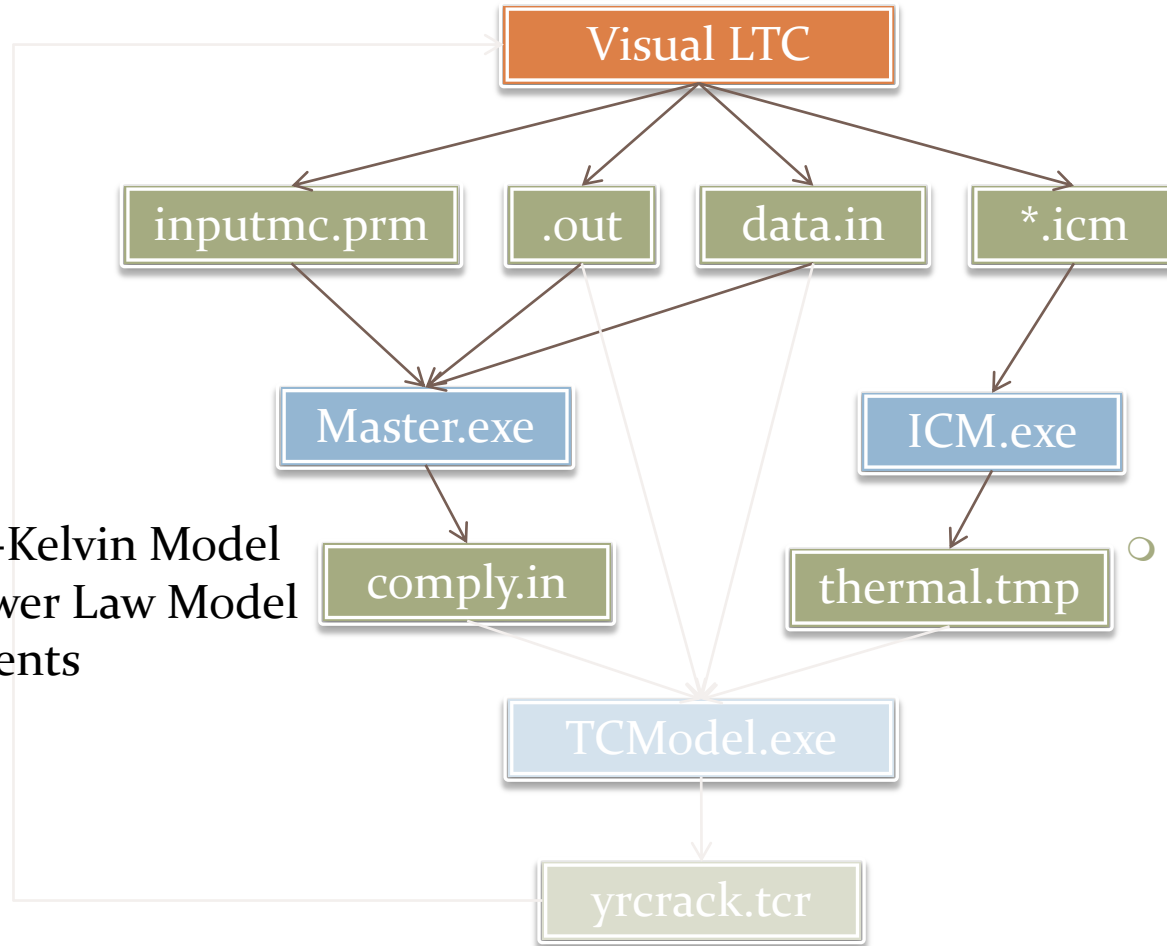 Visual LTC
inputmc.prm
.out
data.in
*.icm
Master.exe
ICM.exe
-Kelvin Model
wer Law Model
ents
comply.in
thermal.tmp
TCModel.exe
yrcrack.tcr